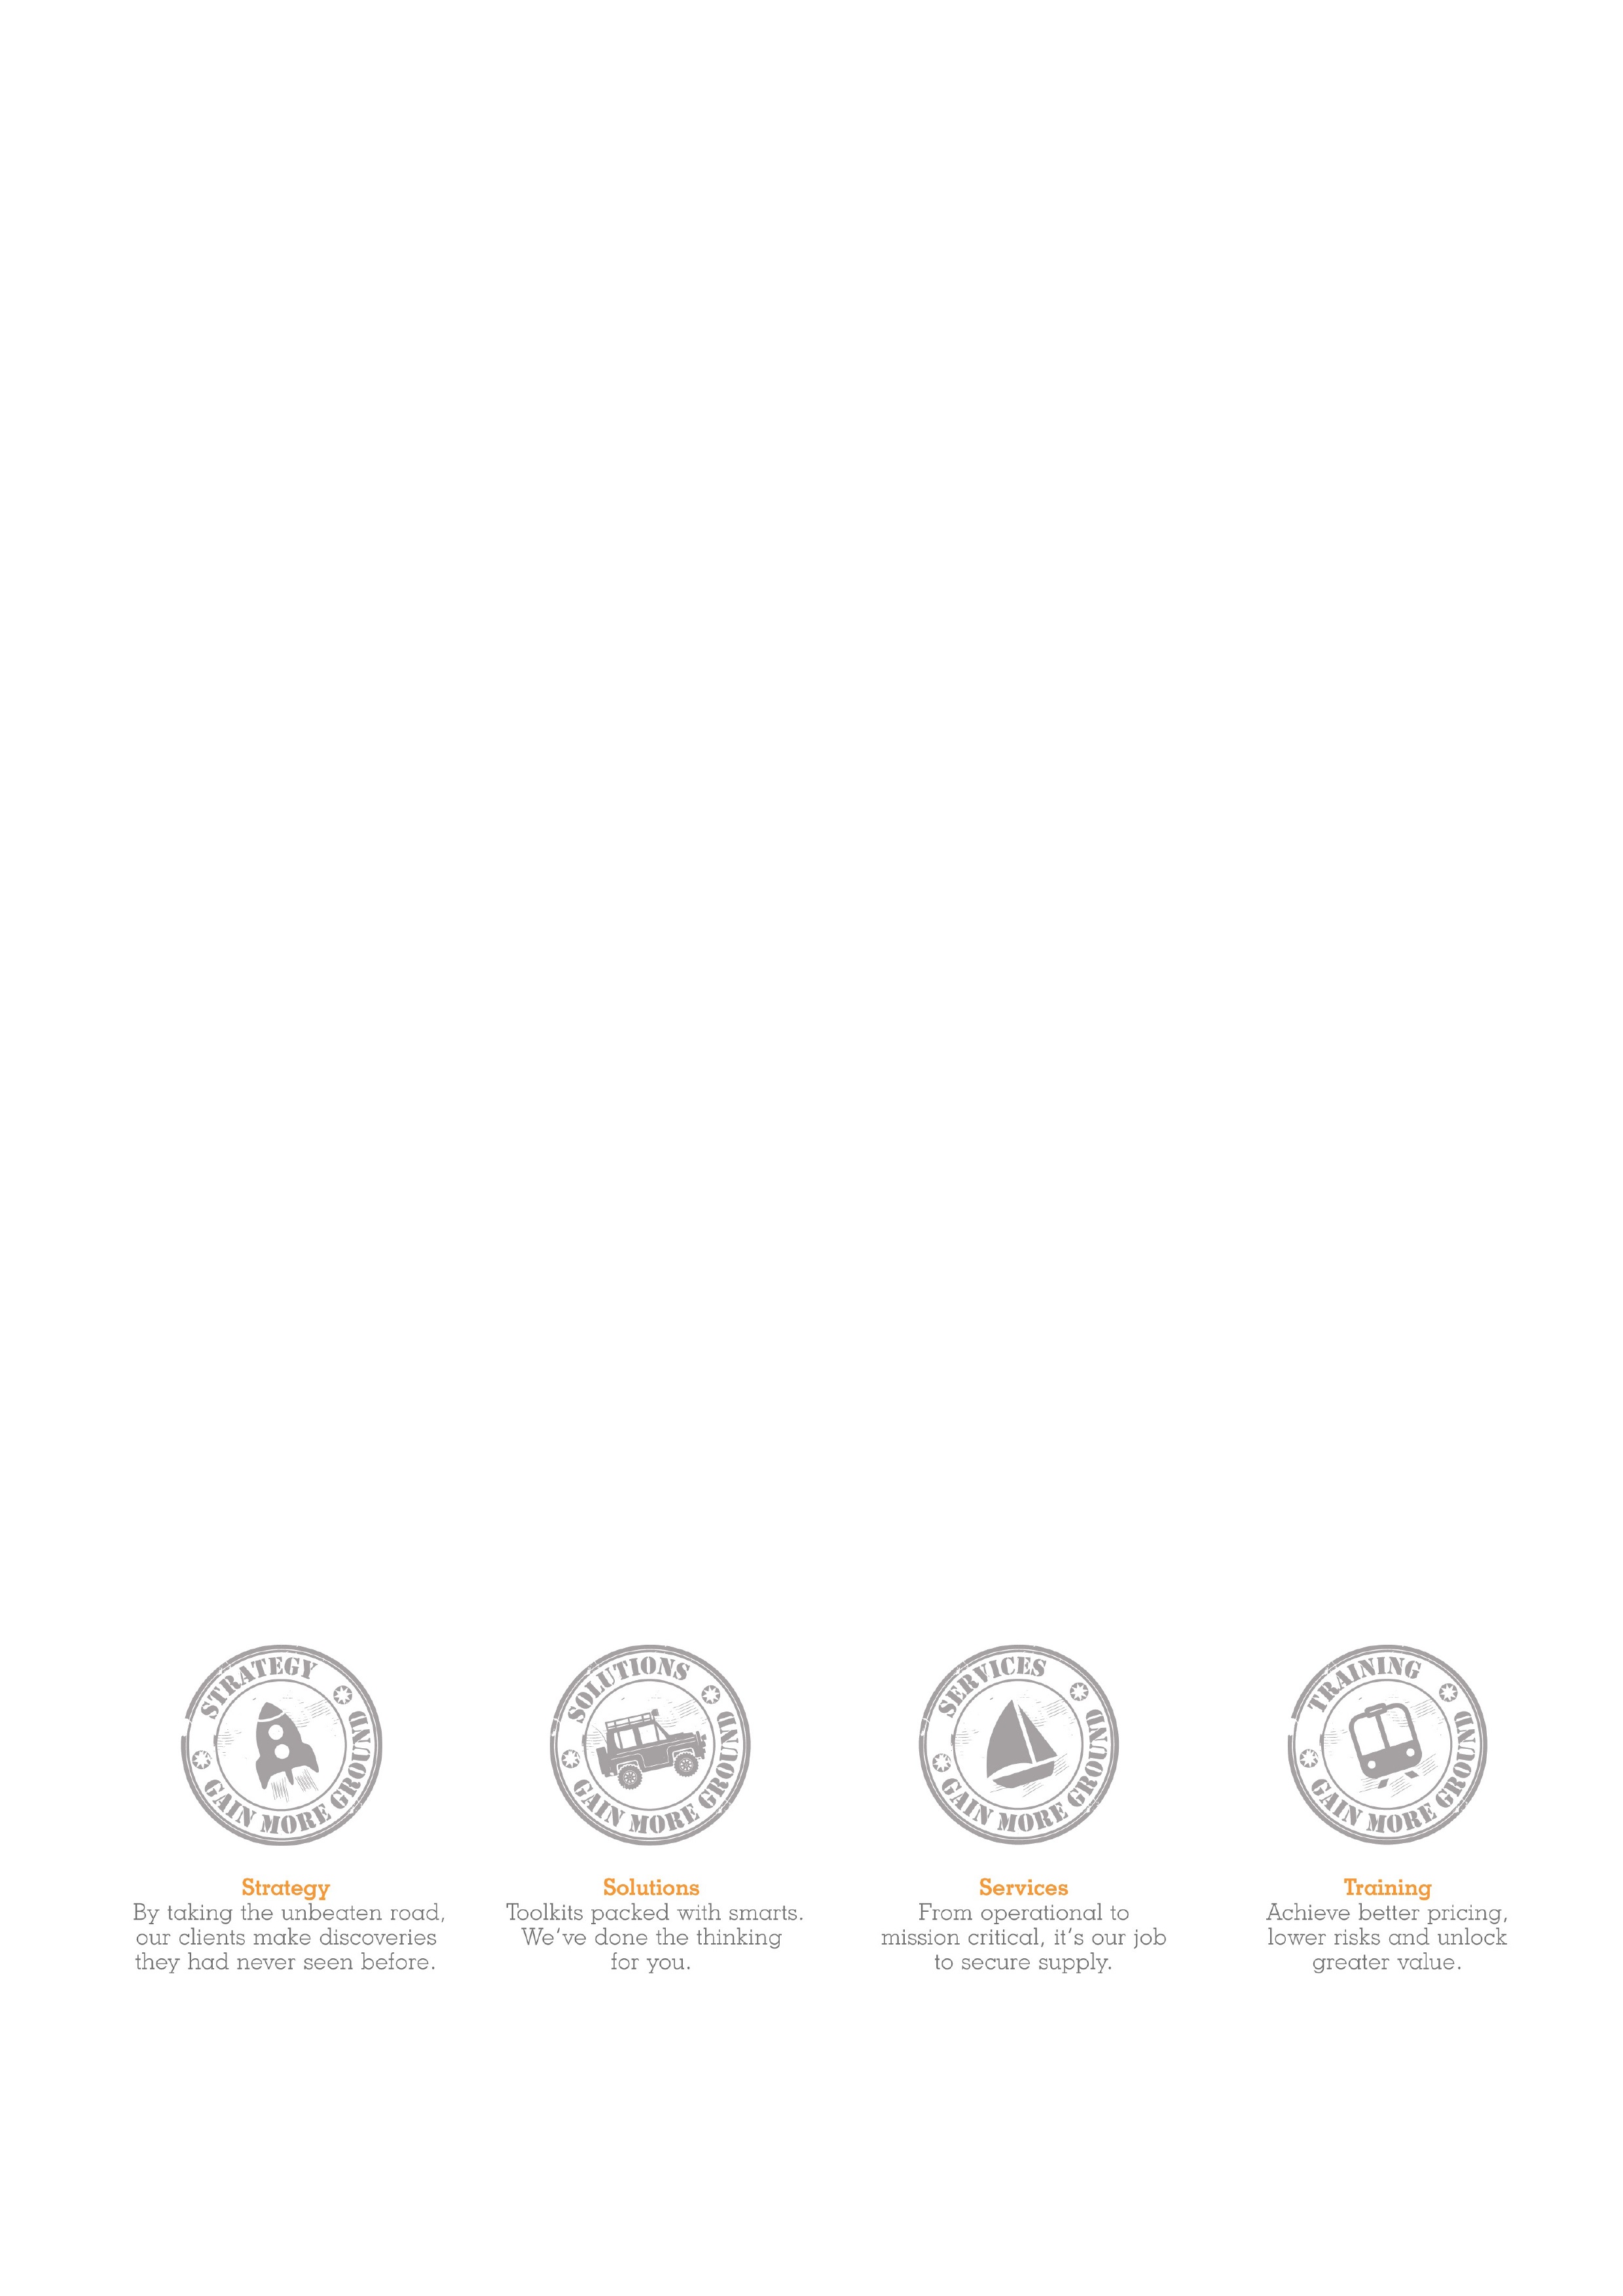 STRATEGY
GAIN MORE GROUND
SOLUTIONS
GAIN MORE GROUND
SERVICES
GAIN MORE GROUND
TRAINING
GAIN MORE GROUND
Strategy
By taking the unbeaten road,
our clients make discoveries
they had never seen before.
Solutions
Toolkits packed with smarts.
We've done the thinking
for you.
Services
From operational to
mission critical, it's our job
to secure supply.
Training
Achieve better pricing,
lower risks and unlock
greater value.